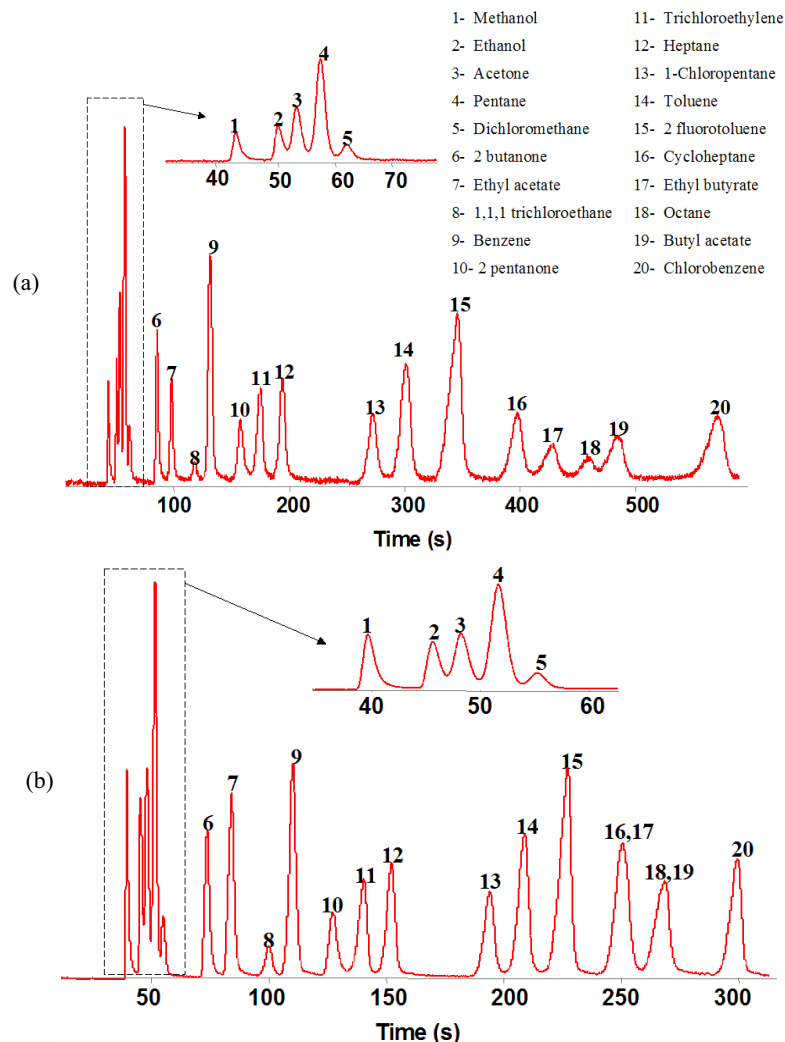 1- Methanol
2- Ethanol
3- Acetone
4- Pentane
5- Dichloromethane
6- 2 butanone
7- Ethyl acetate
8- 1,1,1 trichloroethane
9- Benzene
10- 2 pentanone
11- Trichloroethylene
12- Heptane
13- 1-Chloropentane
14- Toluene
15- 2 fluorotoluene
16- Cycloheptane
17- Ethyl butyrate
18- Octane
19- Butyl acetate
20- Chlorobenzene
1 2 3 4 5
40 50 60 70
(a)
6 7 8 9 10 11 12 13 14 15 16 17 18 19 20
100 200 300 400 500
Time (s)
1 2 3 4 5
40 50 60
(b)
6 7 8 9 10 11 12 13 14 15 16,17 18,19 20
50 100 150 200 250 300
Time (s)